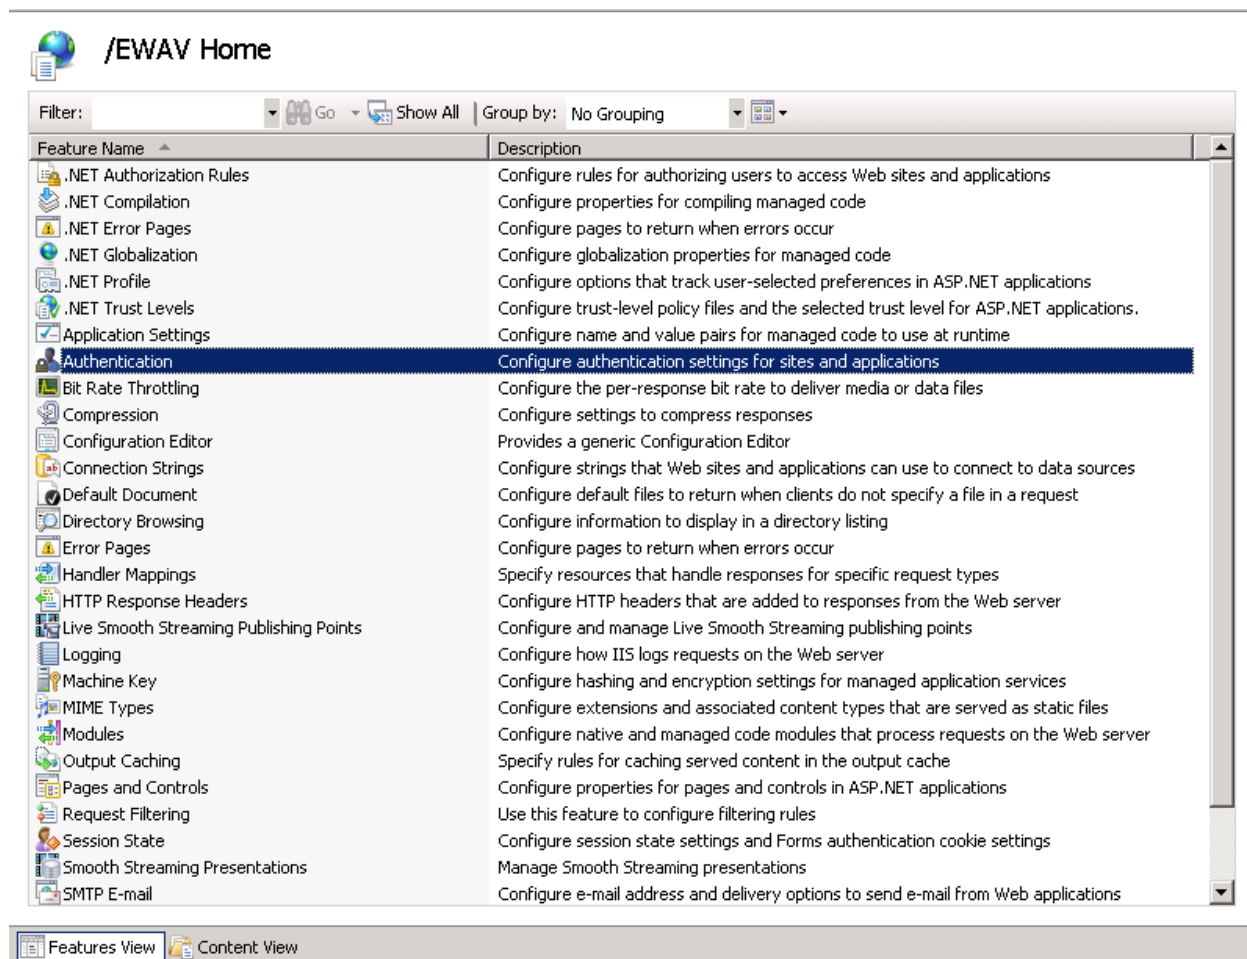 /EWAV Home
Filter: Go Show All Group by: No Grouping
Feature Name Description
.NET Authorization Rules Configure rules for authorizing users to access Web sites and applications
.NET Compilation Configure properties for compiling managed code
.NET Error Pages Configure pages to return when errors occur
.NET Globalization Configure globalization properties for managed code
.NET Profile Configure options that track user-selected preferences in ASP.NET applications
.NET Trust Levels Configure trust-level policy files and the selected trust level for ASP.NET applications.
Application Settings Configure name and value pairs for managed code to use at runtime
Authentication Configure authentication settings for sites and applications
Bit Rate Throttling Configure the per-response bit rate to deliver media or data files
Compression Configure settings to compress responses
Configuration Editor Provides a generic Configuration Editor
Connection Strings Configure strings that Web sites and applications can use to connect to data sources
Default Document Configure default files to return when clients do not specify a file in a request
Directory Browsing Configure information to display in a directory listing
Error Pages Configure pages to return when errors occur
Handler Mappings Specify resources that handle responses for specific request types
HTTP Response Headers Configure HTTP headers that are added to responses from the Web server
Live Smooth Streaming Publishing Points Configure and manage Live Smooth Streaming publishing points
Logging Configure how IIS logs requests on the Web server
Machine Key Configure hashing and encryption settings for managed application services
MIME Types Configure extensions and associated content types that are served as static files
Modules Configure native and managed code modules that process requests on the Web server
Output Caching Specify rules for caching served content in the output cache
Pages and Controls Configure properties for pages and controls in ASP.NET applications
Request Filtering Use this feature to configure filtering rules
Session State Configure session state settings and Forms authentication cookie settings
Smooth Streaming Presentations Manage Smooth Streaming presentations
SMTP E-mail Configure e-mail address and delivery options to send e-mail from Web applications
Features View Content View